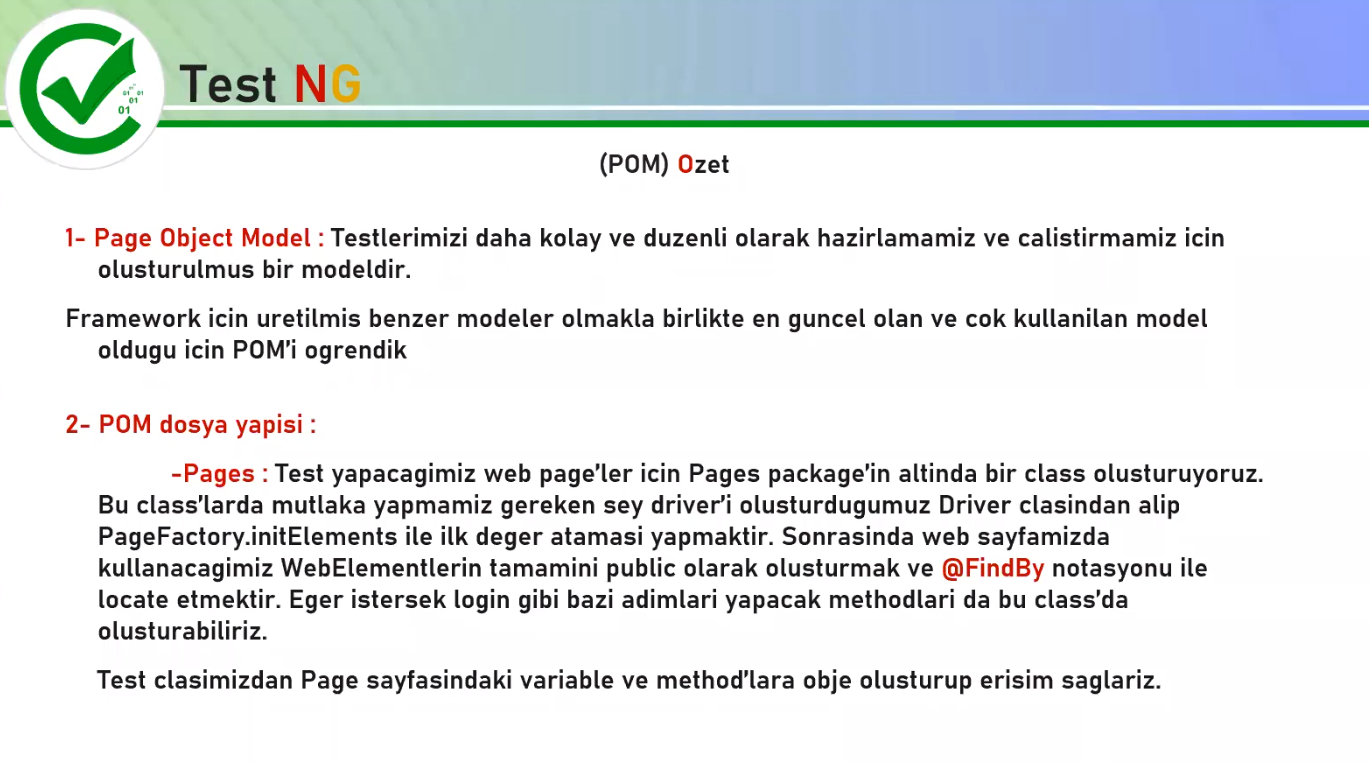 Test NG
01 01
01
01
(POM) Ozet
1- Page Object Model : Testlerimizi daha kolay ve duzenli olarak hazirlamamiz ve calistirmamiz icin
olusturulmus bir modeldir.
Framework icin uretilmis benzer modeler olmakla birlikte en guncel olan ve cok kullanilan model
oldugu icin POM'i ogrendik
2- POM dosya yapisi :
-Pages : Test yapacagimiz web page'ler icin Pages package'in altinda bir class olusturuyoruz.
Bu class'larda mutlaka yapmamiz gereken sey driver'i olusturdugumuz Driver clasindan alip
PageFactory.initElements ile ilk deger atamasi yapmaktir. Sonrasinda web sayfamizda
kullanacagimiz WebElementlerin tamamini public olarak olusturmak ve @FindBy notasyonu ile
locate etmektir. Eger istersek login gibi bazi adimlari yapacak methodlari da bu class'da
olusturabiliriz.
Test clasimizdan Page sayfasindaki variable ve method'lara obje olusturup erisim saglariz.